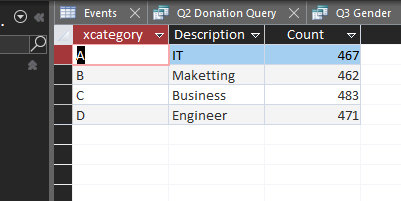 Events Q2 Donation Query Q3 Gender
xcategory Description Count
A IT 467
B Maketting 462
C Business 483
D Engineer 471